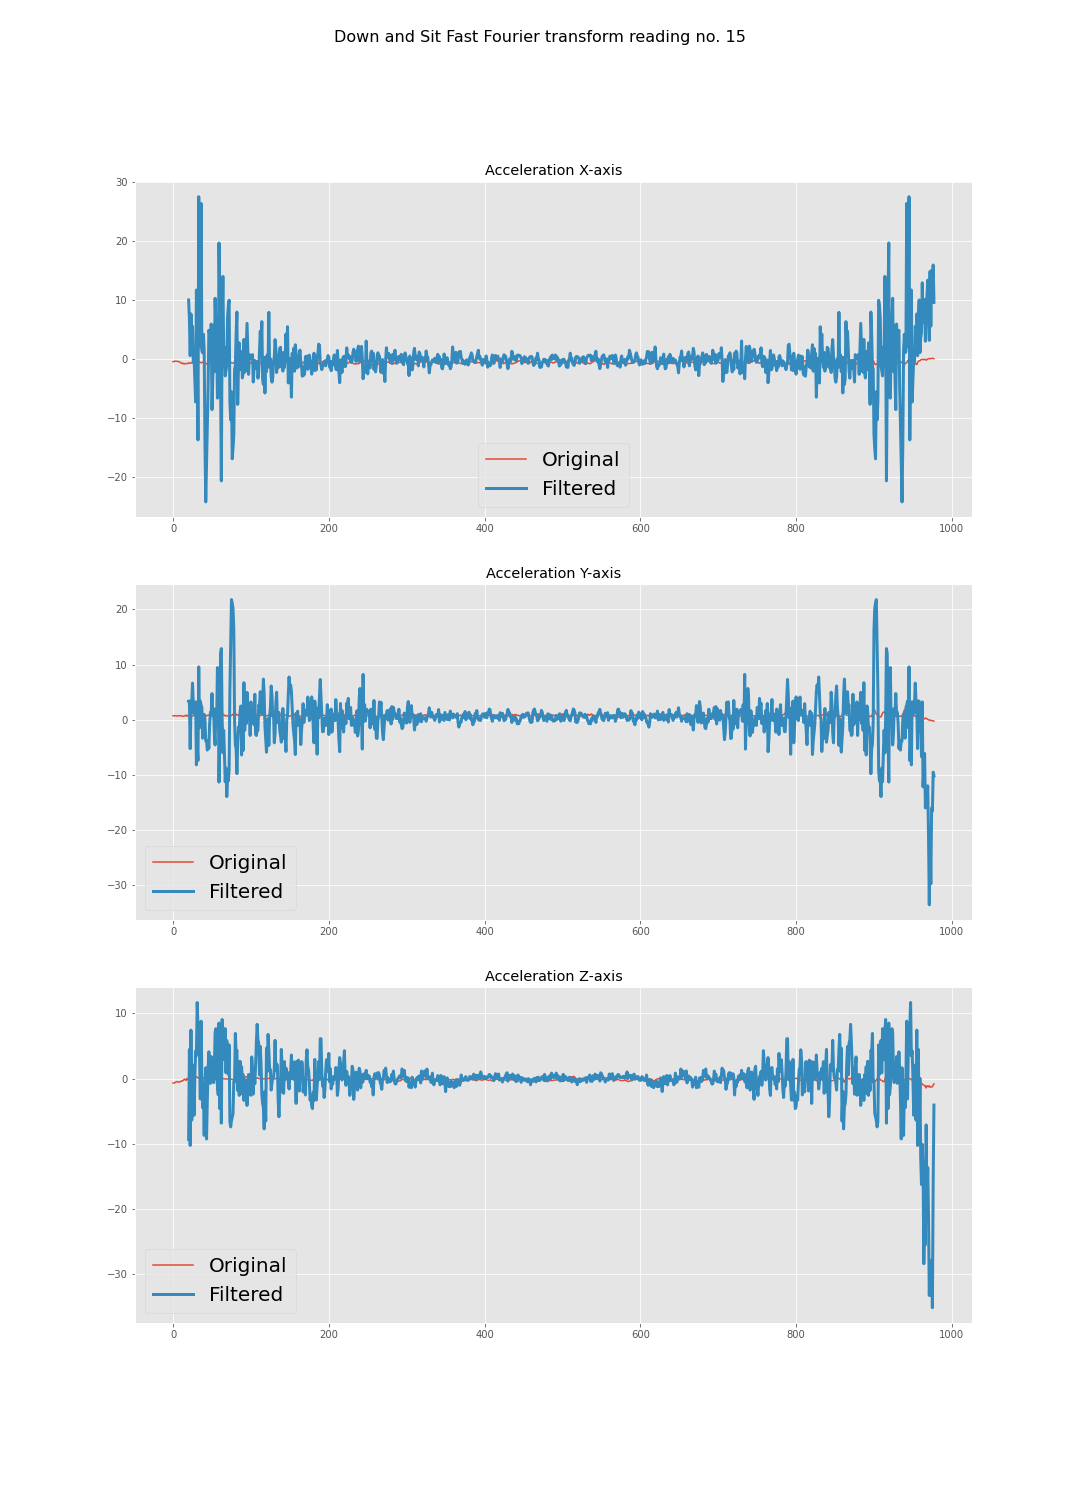 Down and Sit Fast Fourier transform reading no. 15
Acceleration X-axis
30
20
10
0
−10
−20
Original
Filtered
0 200 400 600 800 1000
Acceleration Y-axis
20
10
0
−10
−20
−30
Original
Filtered
0 200 400 600 800 1000
Acceleration Z-axis
10
0
−10
−20
−30
Original
Filtered
0 200 400 600 800 1000